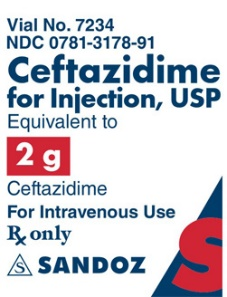 Vial No. 7234
NDC 0781-3178-91
Ceftazidime
for Injection, USP
Equivalent to
2 g
Ceftazidime
For Intravenous Use
Rx only
S SANDOZ
S